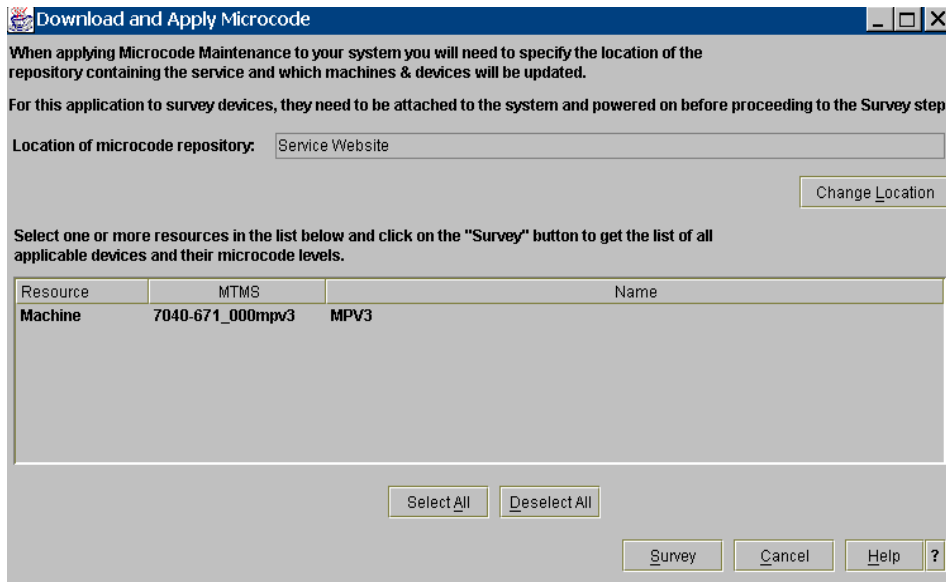 Download and Apply Microcode
When applying Microcode Maintenance to your system you will need to specify the location of the
repository containing the service and which machines & devices will be updated.
For this application to survey devices, they need to be attached to the system and powered on before proceeding to the Survey step
Location of microcode repository: Service Website
Change Location
Select one or more resources in the list below and click on the "Survey" button to get the list of all
applicable devices and their microcode levels.
Resource MTMS Name
Machine 7040-671_000mpv3 MPV3
Select All Deselect All
Survey Cancel Help ?